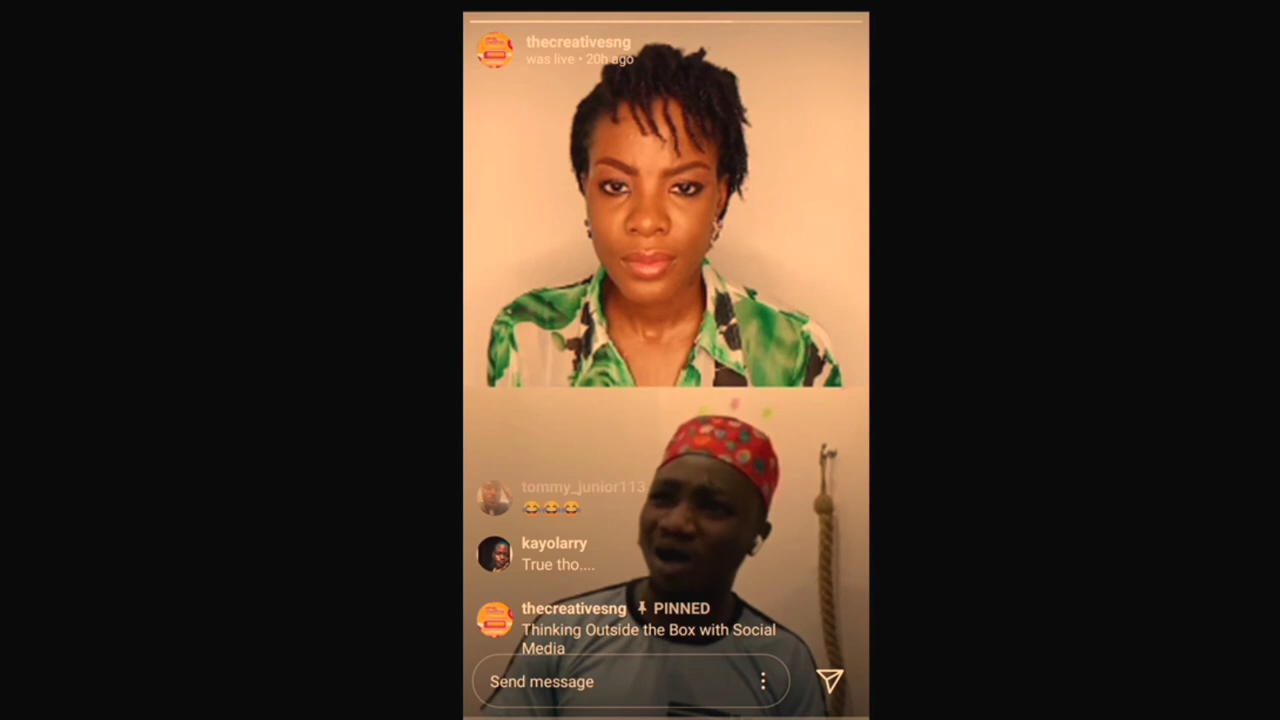 thecreativesng
was live • 20h ago
tommy_junior113
😂😂😂
kayolarry
True tho....
thecreativesng PINNED
Thinking Outside the Box with Social
Media
Send message